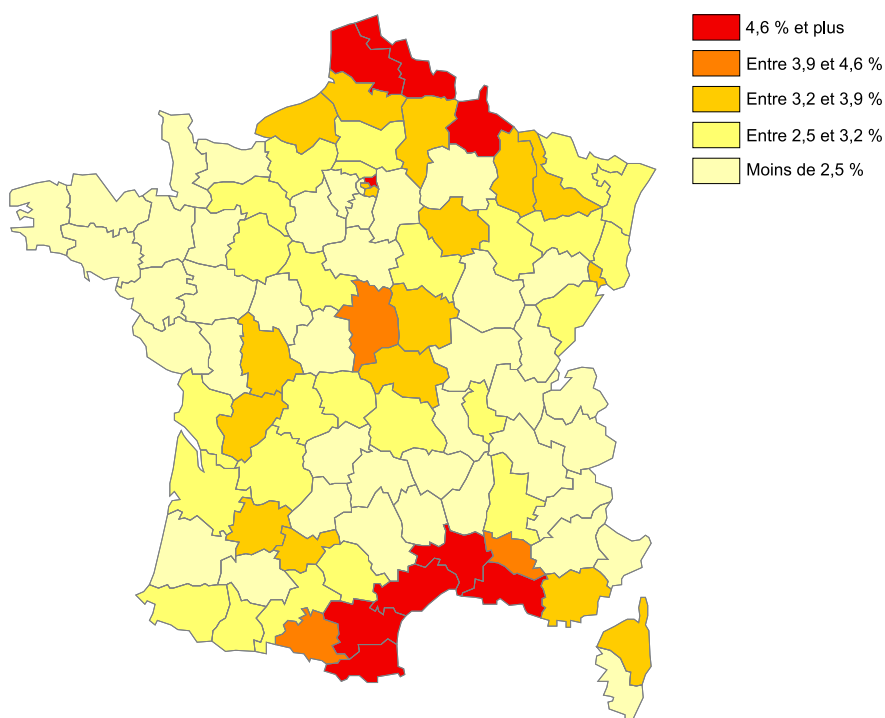 4,6 % et plus
Entre 3,9 et 4,6 %
Entre 3,2 et 3,9 %
Entre 2,5 et 3,2 %
Moins de 2,5 %